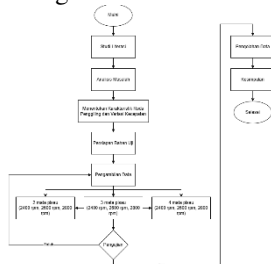 Mulai
Studi Literatur
Analisa Masalah
Menentukan Karakteristik Pisau
Penggiling dan Variasi Kecepatan
Persiapan Bahan Uji
Pengambilan Data
2 mata pisau
(2400 rpm, 2600 rpm, 2800
rpm)
3 mata pisau
(2400 rpm, 2600 rpm, 2800
rpm)
4 mata pisau
(2400 rpm, 2600 rpm, 2800
rpm)
Pengujian
Pengolahan Data
Kesimpulan
Selesai